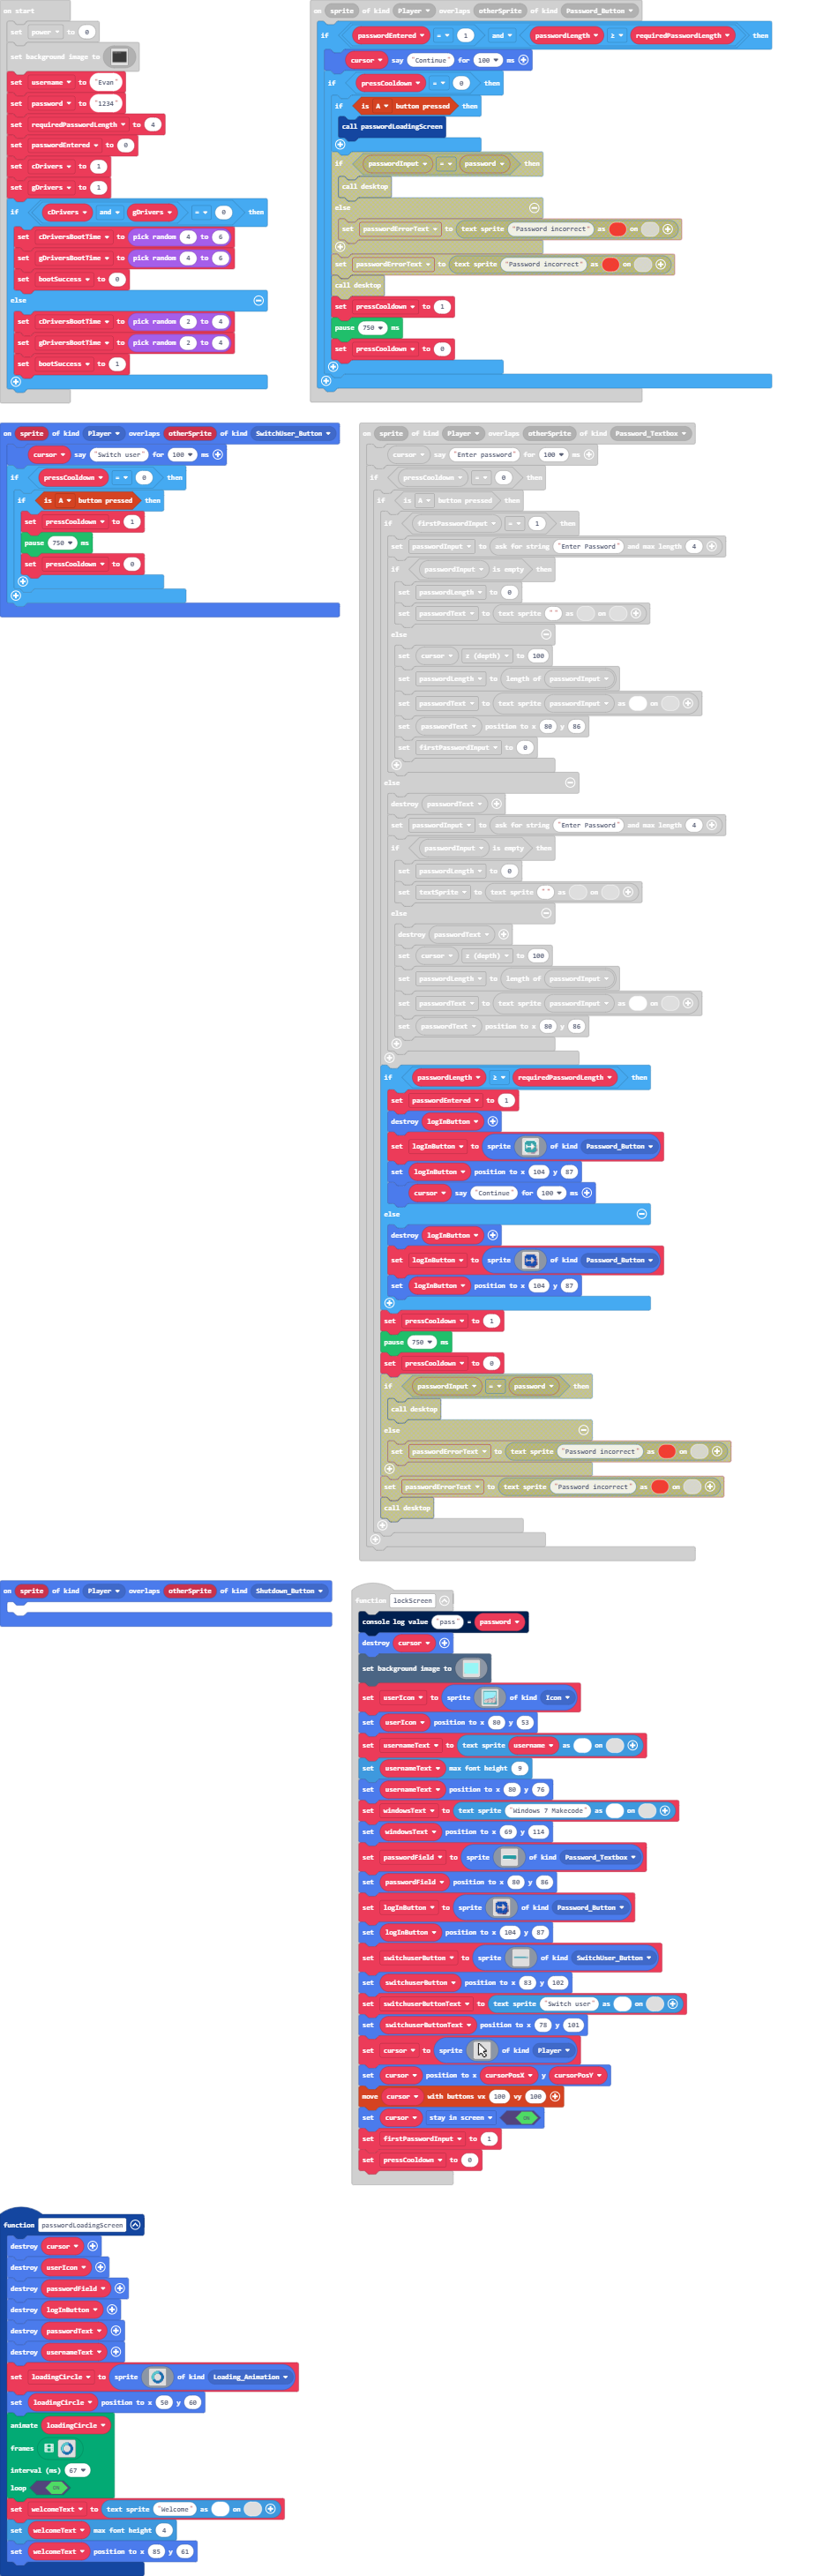 on start
set power to 0
set background image to
set username to "Evan"
set password to "1234"
set requiredPasswordLength to 4
set passwordEntered to 0
set cDrivers to 1
set gDrivers to 1
if cDrivers and gDrivers = 0 then
set cDriversBootTime to pick random 4 to 6
set gDriversBootTime to pick random 4 to 6
set bootSuccess to 0
else
set cDriversBootTime to pick random 2 to 4
set gDriversBootTime to pick random 2 to 4
set bootSuccess to 1
on sprite of kind Player overlaps otherSprite of kind Password_Button
if passwordEntered = 1 and passwordLength ≥ requiredPasswordLength then
cursor say "Continue" for 100 ms
if pressCooldown = 0 then
if is A button pressed then
call passwordLoadingScreen
if passwordInput = password then
call desktop
else
set passwordErrorText to text sprite "Password incorrect" as on
set passwordErrorText to text sprite "Password incorrect" as on
call desktop
set pressCooldown to 1
pause 750 ms
set pressCooldown to 0
on sprite of kind Player overlaps otherSprite of kind SwitchUser_Button
cursor say "Switch user" for 100 ms
if pressCooldown = 0 then
if is A button pressed then
set pressCooldown to 1
pause 750 ms
set pressCooldown to 0
on sprite of kind Player overlaps otherSprite of kind Password_Textbox
cursor say "Enter password" for 100 ms
if pressCooldown = 0 then
if is A button pressed then
if firstPasswordInput = 1 then
set passwordInput to ask for string "Enter Password" and max length 4
if passwordInput is empty then
set passwordLength to 0
set passwordText to text sprite "" as on
else
set cursor z (depth) to 100
set passwordLength to length of passwordInput
set passwordText to text sprite passwordInput as on
set passwordText position to x 80 y 86
set firstPasswordInput to 0
else
destroy passwordText
set passwordInput to ask for string "Enter Password" and max length 4
if passwordInput is empty then
set passwordLength to 0
set textSprite to text sprite "" as on
else
destroy passwordText
set cursor z (depth) to 100
set passwordLength to length of passwordInput
set passwordText to text sprite passwordInput as on
set passwordText position to x 80 y 86
if passwordLength ≥ requiredPasswordLength then
set passwordEntered to 1
destroy logInButton
set logInButton to sprite of kind Password_Button
set logInButton position to x 104 y 87
cursor say "Continue" for 100 ms
else
destroy logInButton
set logInButton to sprite of kind Password_Button
set logInButton position to x 104 y 87
set pressCooldown to 1
pause 750 ms
set pressCooldown to 0
if passwordInput = password then
call desktop
else
set passwordErrorText to text sprite "Password incorrect" as on
set passwordErrorText to text sprite "Password incorrect" as on
call desktop
on sprite of kind Player overlaps otherSprite of kind Shutdown_Button
function lockScreen
console log value "pass" = password
destroy cursor
set background image to
set userIcon to sprite of kind Icon
set userIcon position to x 80 y 53
set usernameText to text sprite username as on
set usernameText max font height 9
set usernameText position to x 80 y 76
set windowsText to text sprite "Windows 7 Makecode" as on
set windowsText position to x 69 y 114
set passwordField to sprite of kind Password_Textbox
set passwordField position to x 80 y 86
set logInButton to sprite of kind Password_Button
set logInButton position to x 104 y 87
set switchuserButton to sprite of kind SwitchUser_Button
set switchuserButton position to x 83 y 102
set switchuserButtonText to text sprite "Switch user" as on
set switchuserButtonText position to x 78 y 101
set cursor to sprite of kind Player
set cursor position to x cursorPosX y cursorPosY
move cursor with buttons vx 100 vy 100
set cursor stay in screen ON
set firstPasswordInput to 1
set pressCooldown to 0
function passwordLoadingScreen
destroy cursor
destroy userIcon
destroy passwordField
destroy logInButton
destroy passwordText
destroy usernameText
set loadingCircle to sprite of kind Loading_Animation
set loadingCircle position to x 50 y 60
animate loadingCircle
frames
interval (ms) 67
loop ON
set welcomeText to text sprite "Welcome" as on
set welcomeText max font height 4
set welcomeText position to x 85 y 61